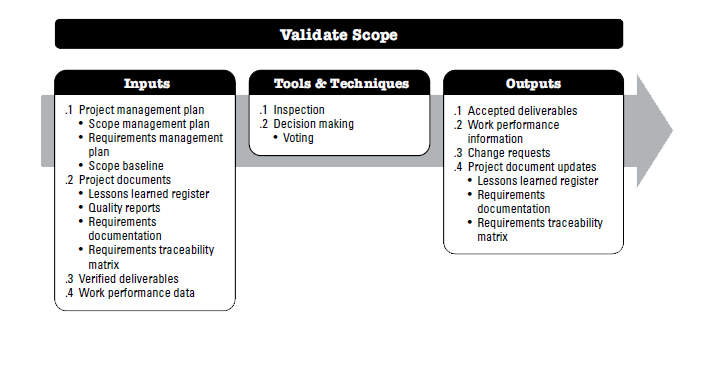 Validate Scope
Inputs
.1 Project management plan
• Scope management plan
• Requirements management
plan
• Scope baseline
.2 Project documents
• Lessons learned register
• Quality reports
• Requirements
documentation
• Requirements traceability
matrix
.3 Verified deliverables
.4 Work performance data
Tools & Techniques
.1 Inspection
.2 Decision making
• Voting
Outputs
.1 Accepted deliverables
.2 Work performance
information
.3 Change requests
.4 Project document updates
• Lessons learned register
• Requirements
documentation
• Requirements traceability
matrix